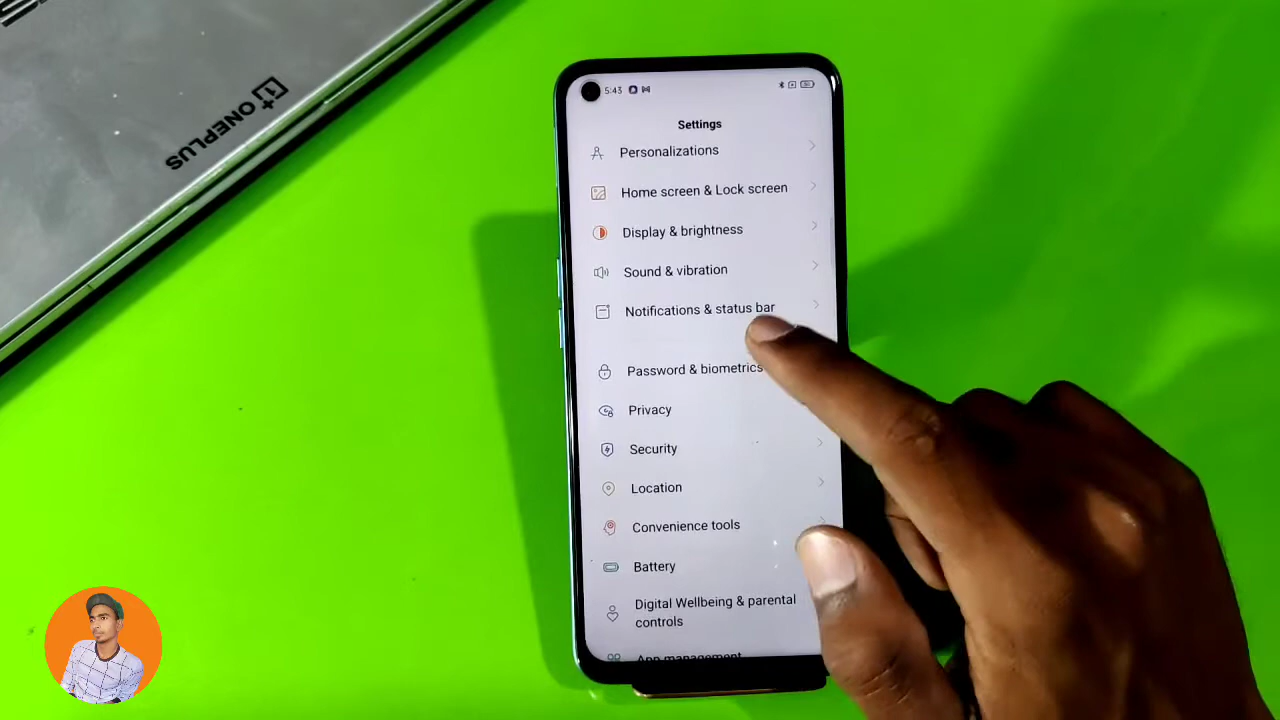 ONEPLUS
5:43
Settings
Personalizations
Home screen & Lock screen
Display & brightness
Sound & vibration
Notifications & status bar
Password & biometrics
Privacy
Security
Location
Convenience tools
Battery
Digital Wellbeing & parental
controls
App management